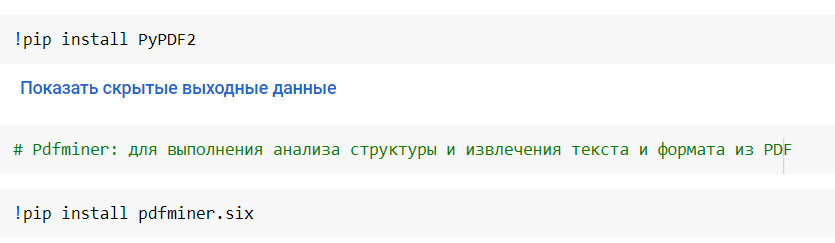 !pip install PyPDF2
Показать скрытые выходные данные
# Pdfminer: для выполнения анализа структуры и извлечения текста и формата из PDF
!pip install pdfminer.six